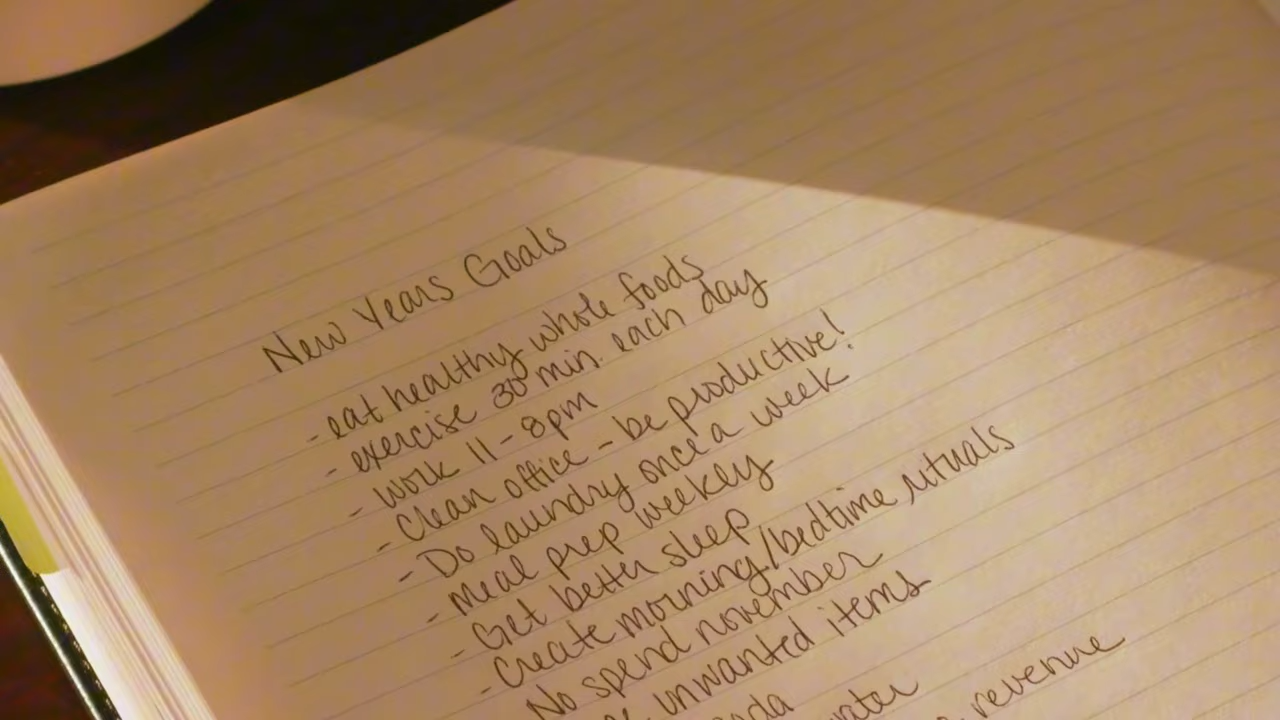 New Years Goals
- eat healthy whole foods
- exercise 30 min. each day
- work 11-8pm
- Clean office - be productive!
- Do laundry once a week
- Meal prep weekly
- Get better sleep
- Create morning/bedtime rituals
No spend november
unwanted items
soda
water
revenue